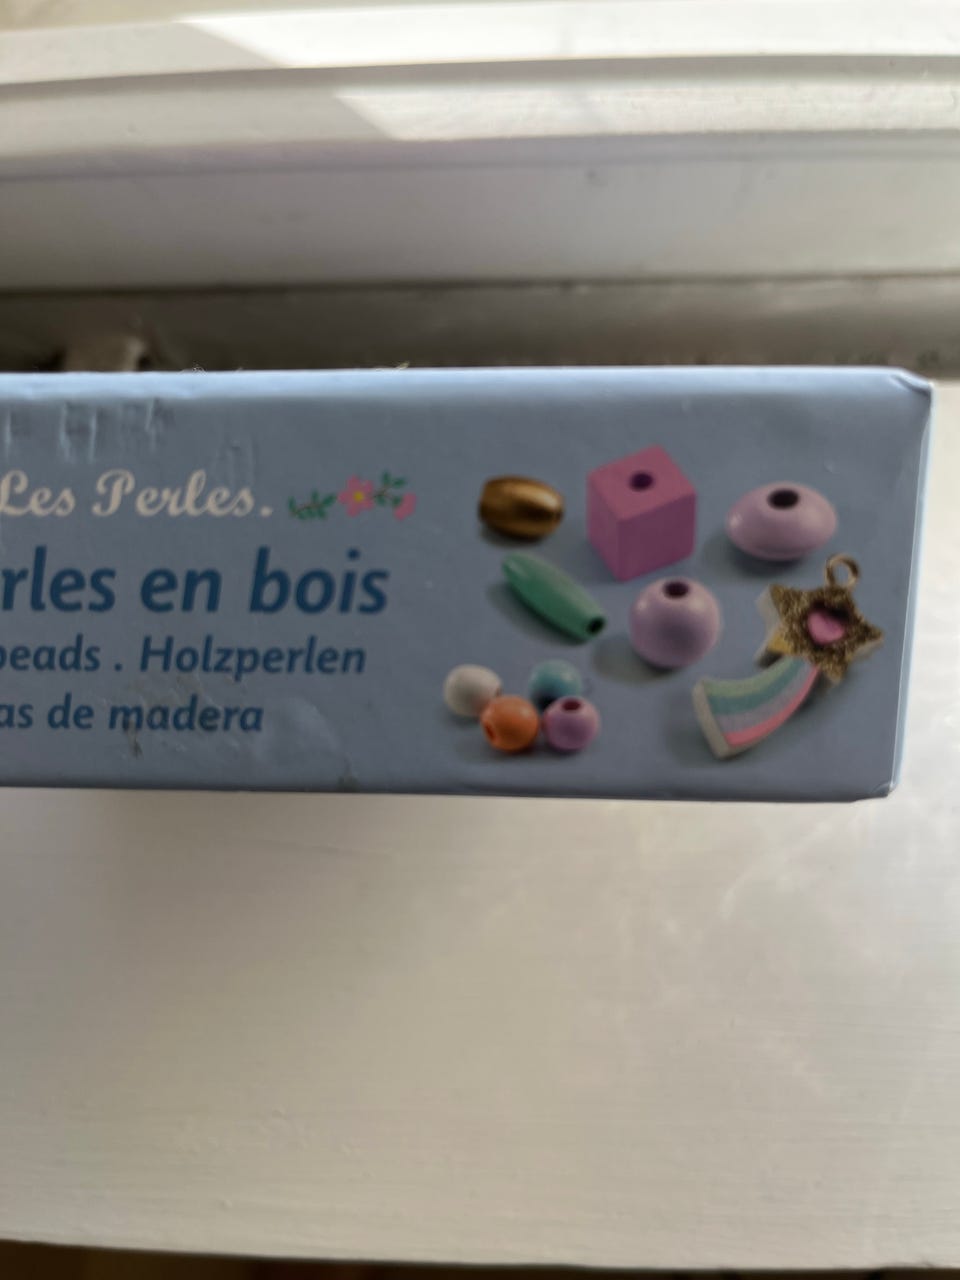 Les Perles.
rles en bois
beads . Holzperlen
as de madera